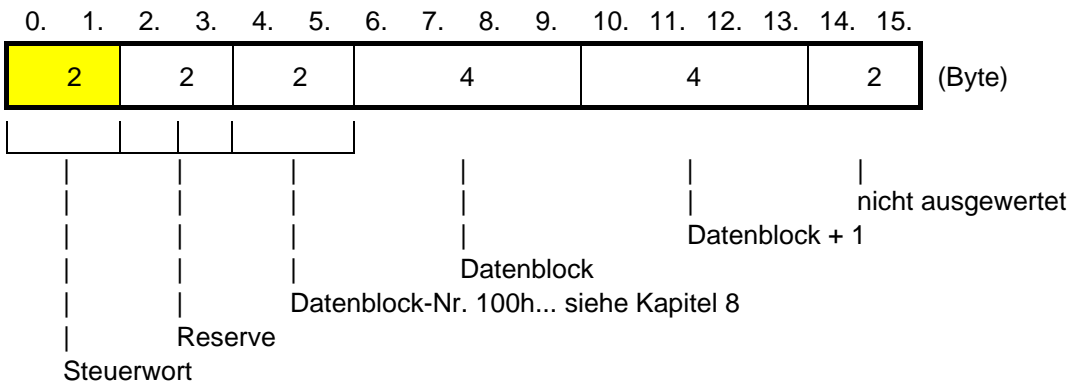 0. 1. 2. 3. 4. 5. 6. 7. 8. 9. 10. 11. 12. 13. 14. 15.
2 2 2 4 4 2 (Byte)
nicht ausgewertet
Datenblock + 1
Datenblock
Datenblock-Nr. 100h... siehe Kapitel 8
Reserve
Steuerwort